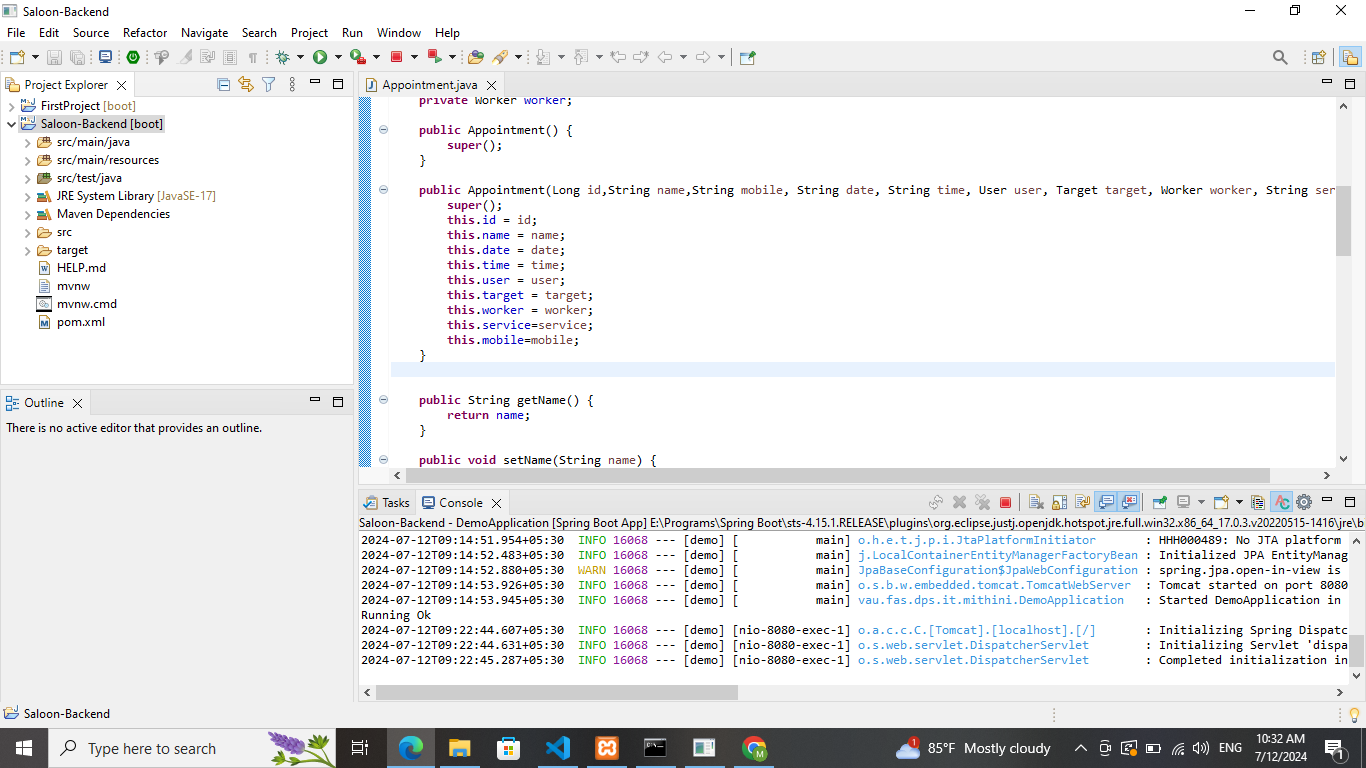 Saloon-Backend
File Edit Source Refactor Navigate Search Project Run Window Help
Project Explorer
FirstProject [boot]
Saloon-Backend [boot]
src/main/java
src/main/resources
src/test/java
JRE System Library [JavaSE-17]
Maven Dependencies
src
target
HELP.md
mvnw
mvnw.cmd
pom.xml
Outline
There is no active editor that provides an outline.
Appointment.java
private Worker worker;
public Appointment() {
super();
}
public Appointment(Long id,String name,String mobile, String date, String time, User user, Target target, Worker worker, String ser
super();
this.id = id;
this.name = name;
this.date = date;
this.time = time;
this.user = user;
this.target = target;
this.worker = worker;
this.service=service;
this.mobile=mobile;
}
public String getName() {
return name;
}
public void setName(String name) {
Tasks Console
Saloon-Backend - DemoApplication [Spring Boot App] E:\Programs\Spring Boot\sts-4.15.1.RELEASE\plugins\org.eclipse.justj.openjdk.hotspot.jre.full.win32.x86_64_17.0.3.v20220515-1416\jre\b
2024-07-12T09:14:51.954+05:30 INFO 16068 --- [demo] [ main] o.h.e.t.j.p.i.JtaPlatformInitiator : HHH000489: No JTA platform
2024-07-12T09:14:52.483+05:30 INFO 16068 --- [demo] [ main] j.LocalContainerEntityManagerFactoryBean : Initialized JPA EntityManag
2024-07-12T09:14:52.880+05:30 WARN 16068 --- [demo] [ main] JpaBaseConfiguration$JpaWebConfiguration : spring.jpa.open-in-view is
2024-07-12T09:14:53.926+05:30 INFO 16068 --- [demo] [ main] o.s.b.w.embedded.tomcat.TomcatWebServer : Tomcat started on port 8080
2024-07-12T09:14:53.945+05:30 INFO 16068 --- [demo] [ main] vau.fas.dps.it.mithini.DemoApplication : Started DemoApplication in
Running Ok
2024-07-12T09:22:44.607+05:30 INFO 16068 --- [demo] [nio-8080-exec-1] o.a.c.c.C.[Tomcat].[localhost].[/] : Initializing Spring Dispatc
2024-07-12T09:22:44.631+05:30 INFO 16068 --- [demo] [nio-8080-exec-1] o.s.web.servlet.DispatcherServlet : Initializing Servlet 'dispa
2024-07-12T09:22:45.287+05:30 INFO 16068 --- [demo] [nio-8080-exec-1] o.s.web.servlet.DispatcherServlet : Completed initialization in
Saloon-Backend
Type here to search
1
85°F Mostly cloudy
ENG
10:32 AM
7/12/2024
1